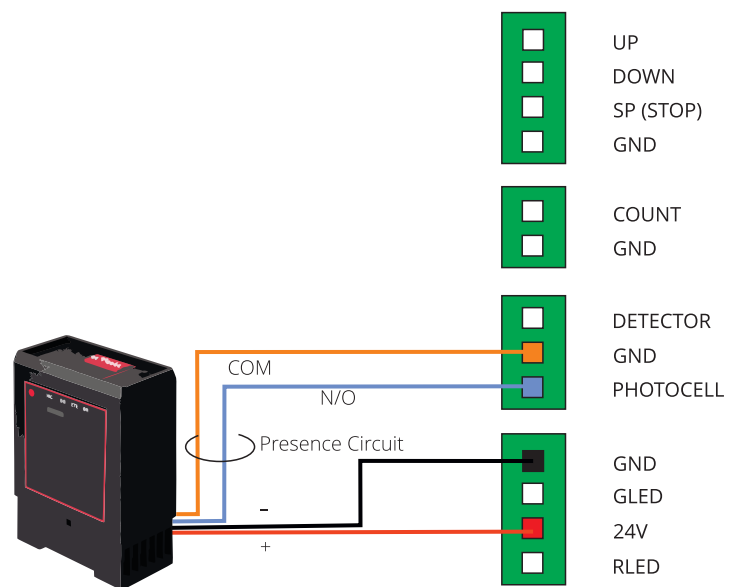 UP
DOWN
SP (STOP)
GND
COUNT
GND
DETECTOR
COM
GND
N/O
PHOTOCELL
Presence Circuit
GND
–
GLED
24V
+
RLED